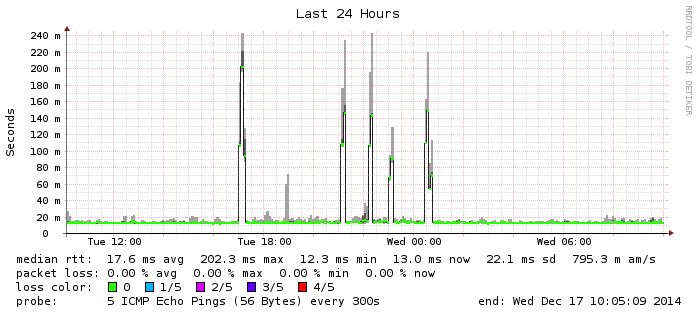 Last 24 Hours
RRDTOOL / TOBI OETIKER
Seconds
240 m
220 m
200 m
180 m
160 m
140 m
120 m
100 m
80 m
60 m
40 m
20 m
0
Tue 12:00 Tue 18:00 Wed 00:00 Wed 06:00
median rtt: 17.6 ms avg 202.3 ms max 12.3 ms min 13.0 ms now 22.1 ms sd 795.3 m am/s
packet loss: 0.00 % avg 0.00 % max 0.00 % min 0.00 % now
loss color: 0 1/5 2/5 3/5 4/5
probe: 5 ICMP Echo Pings (56 Bytes) every 300s end: Wed Dec 17 10:05:09 2014